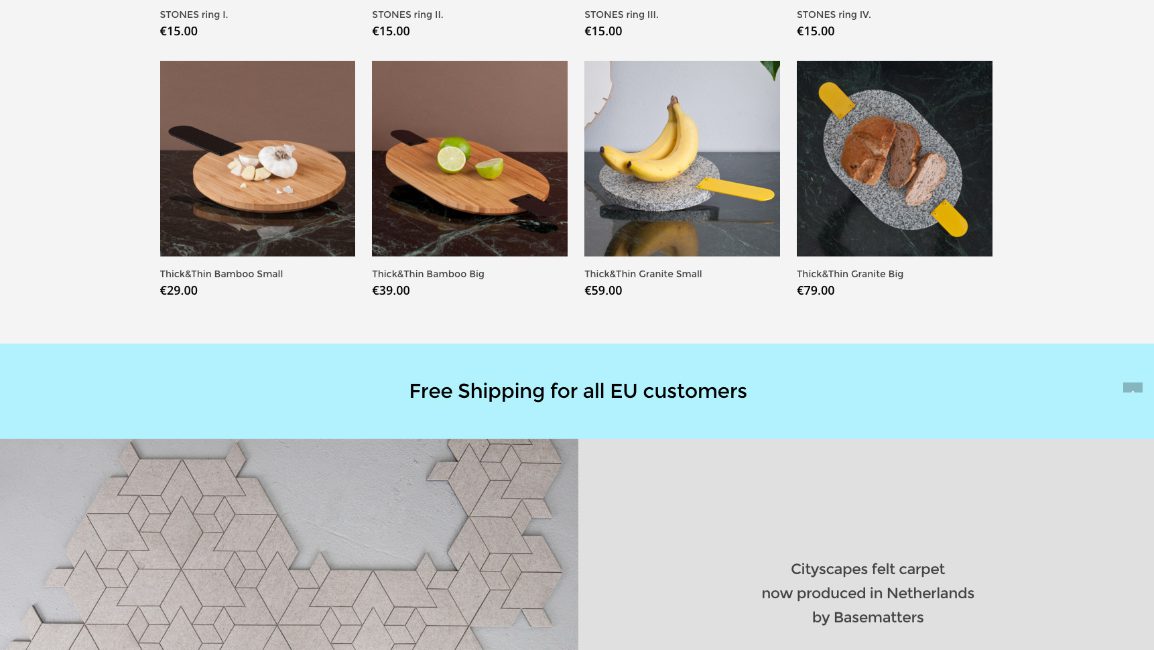 STONES ring I.
€15.00
STONES ring II.
€15.00
STONES ring III.
€15.00
STONES ring IV.
€15.00
Thick&Thin Bamboo Small
€29.00
Thick&Thin Bamboo Big
€39.00
Thick&Thin Granite Small
€59.00
Thick&Thin Granite Big
€79.00
Free Shipping for all EU customers
Cityscapes felt carpet
now produced in Netherlands
by Basematters